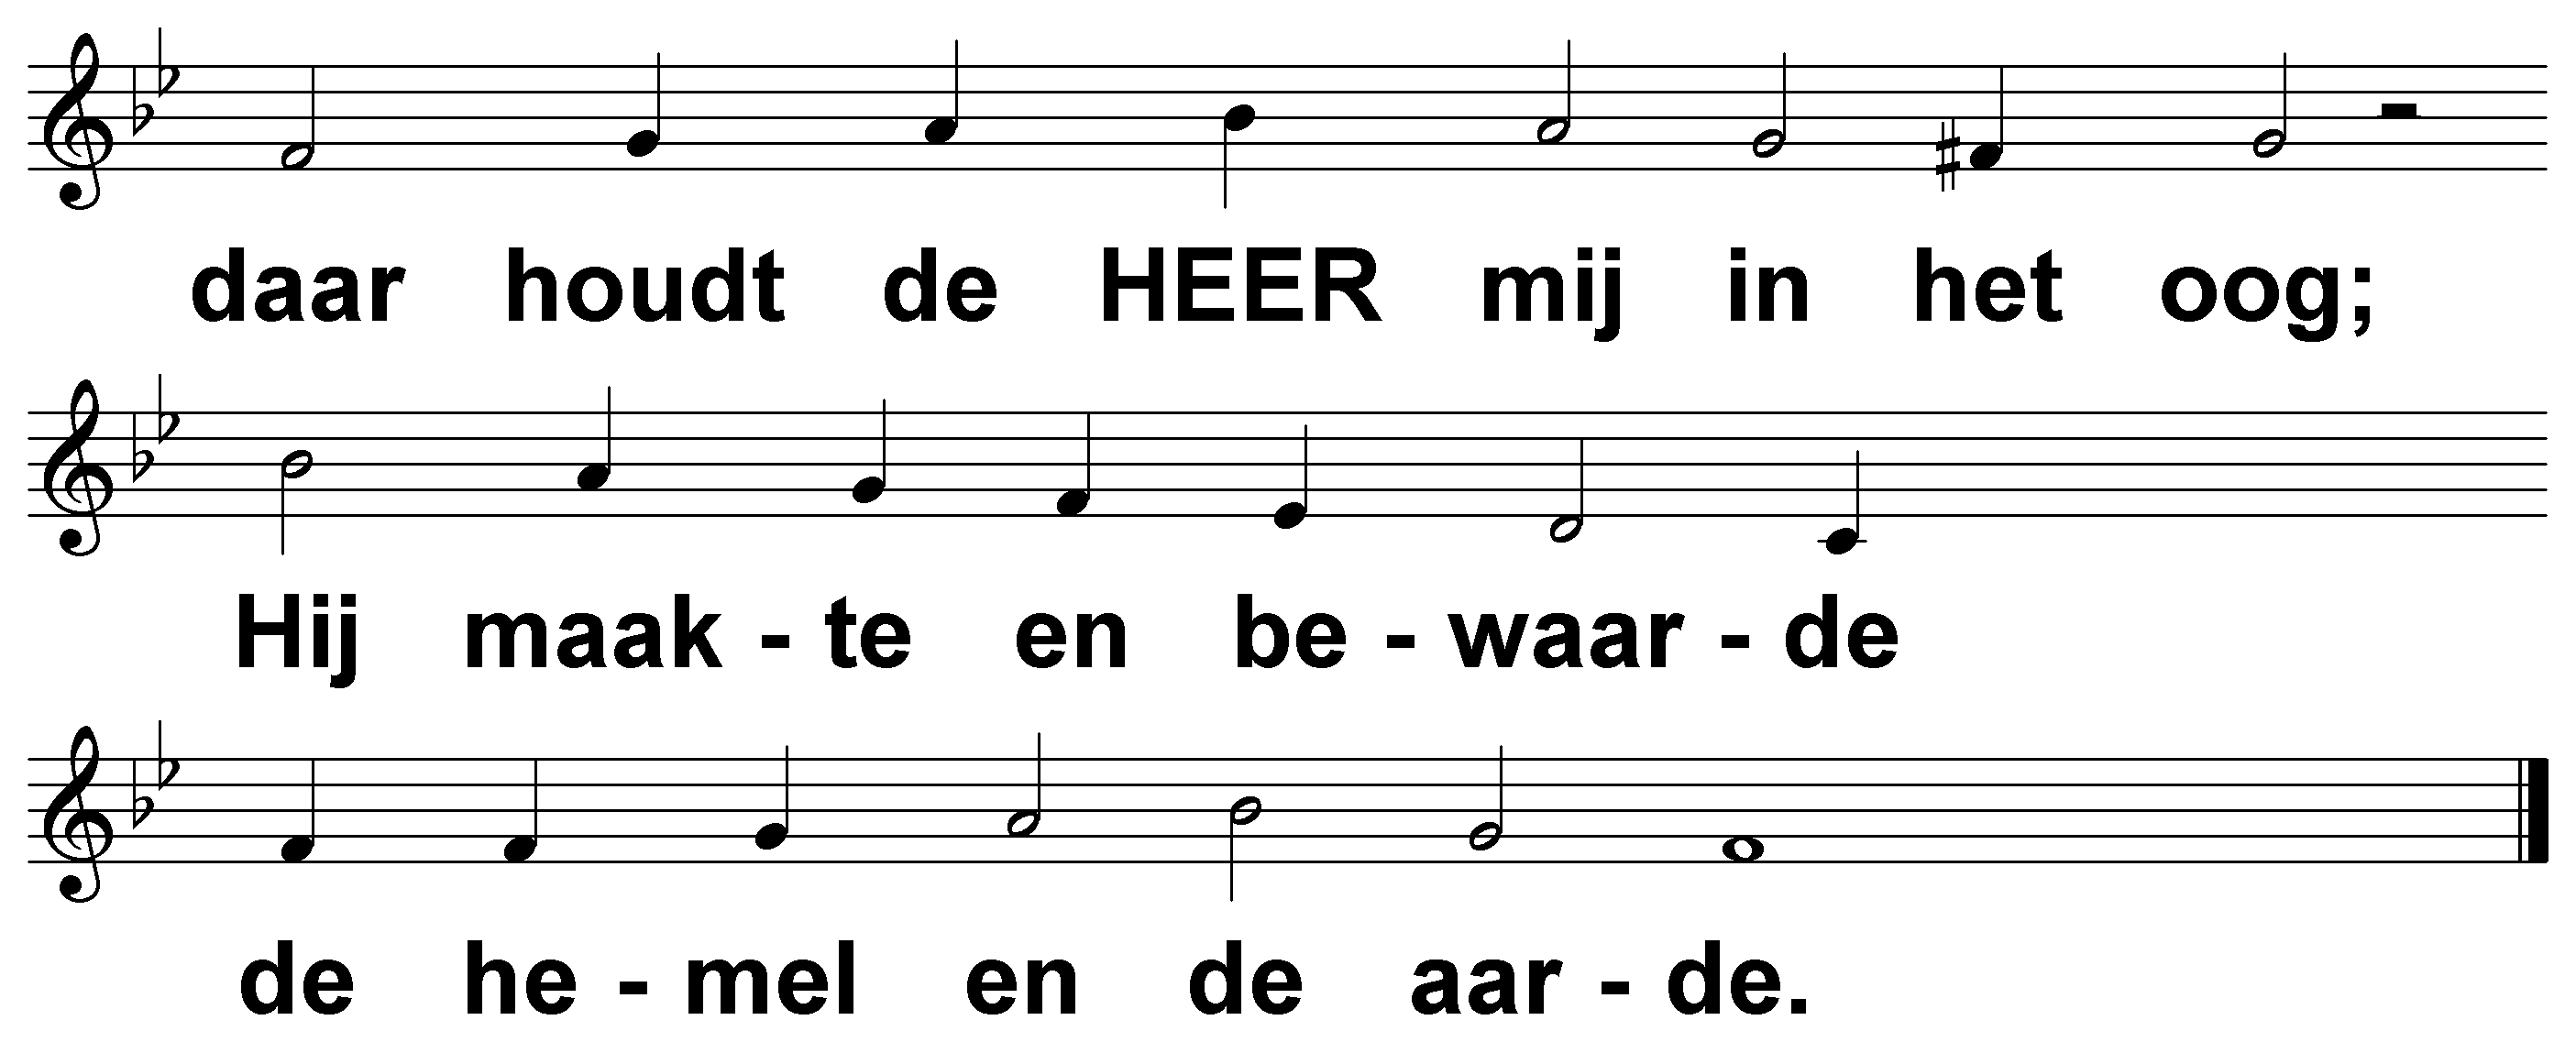 daar houdt de HEER mij in het oog;
Hij maak - te en be - waar - de
de he - mel en de aar - de.